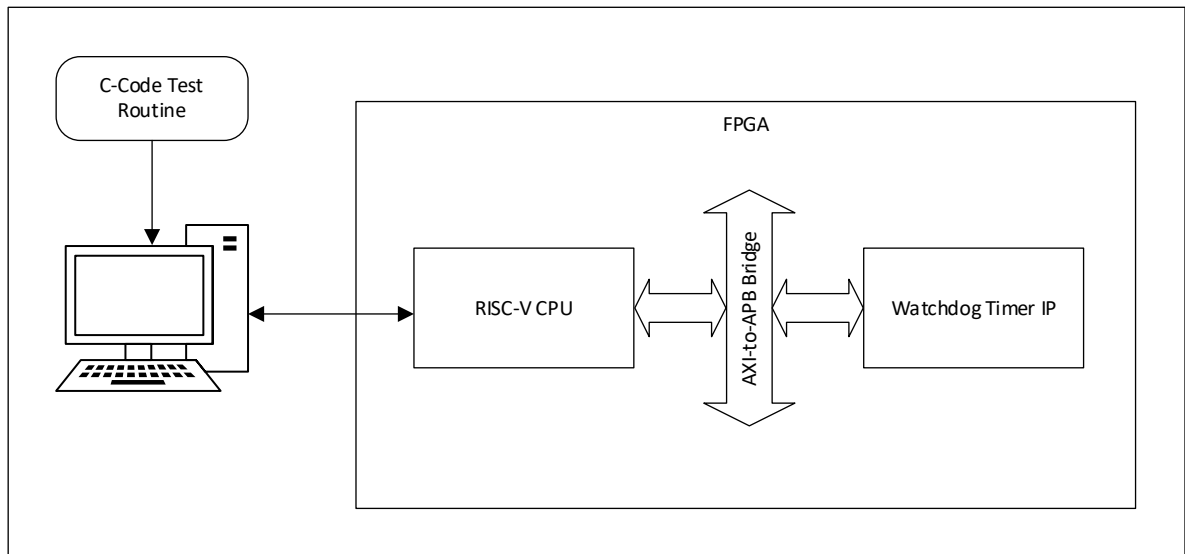 C-Code Test
Routine
FPGA
RISC-V CPU
AXI-to-APB Bridge
Watchdog Timer IP